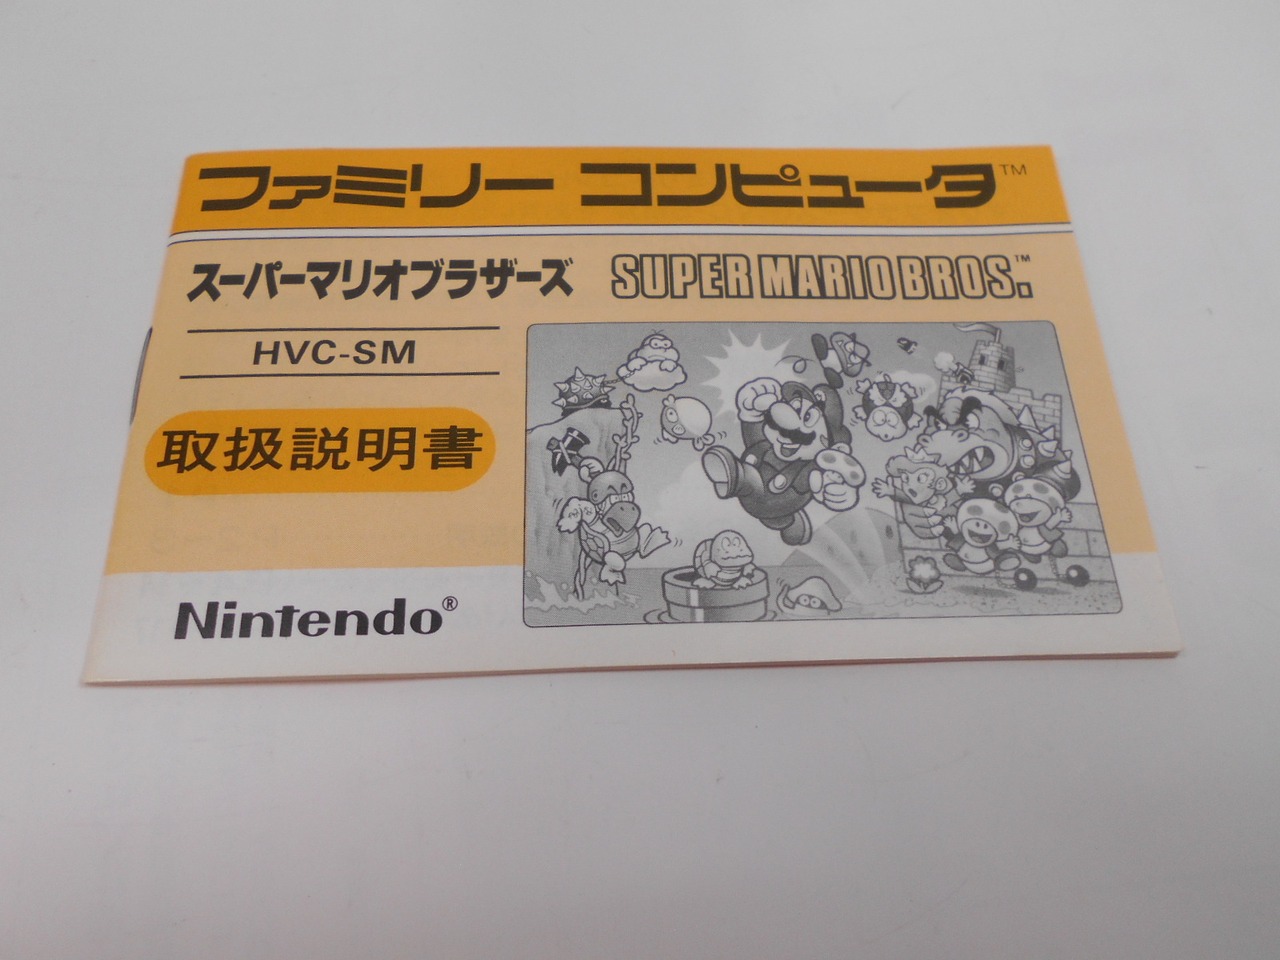 ファミリー コンピュータ™
スーパーマリオブラザーズ SUPER MARIO BROS.™
HVC-SM
取扱説明書
Nintendo®